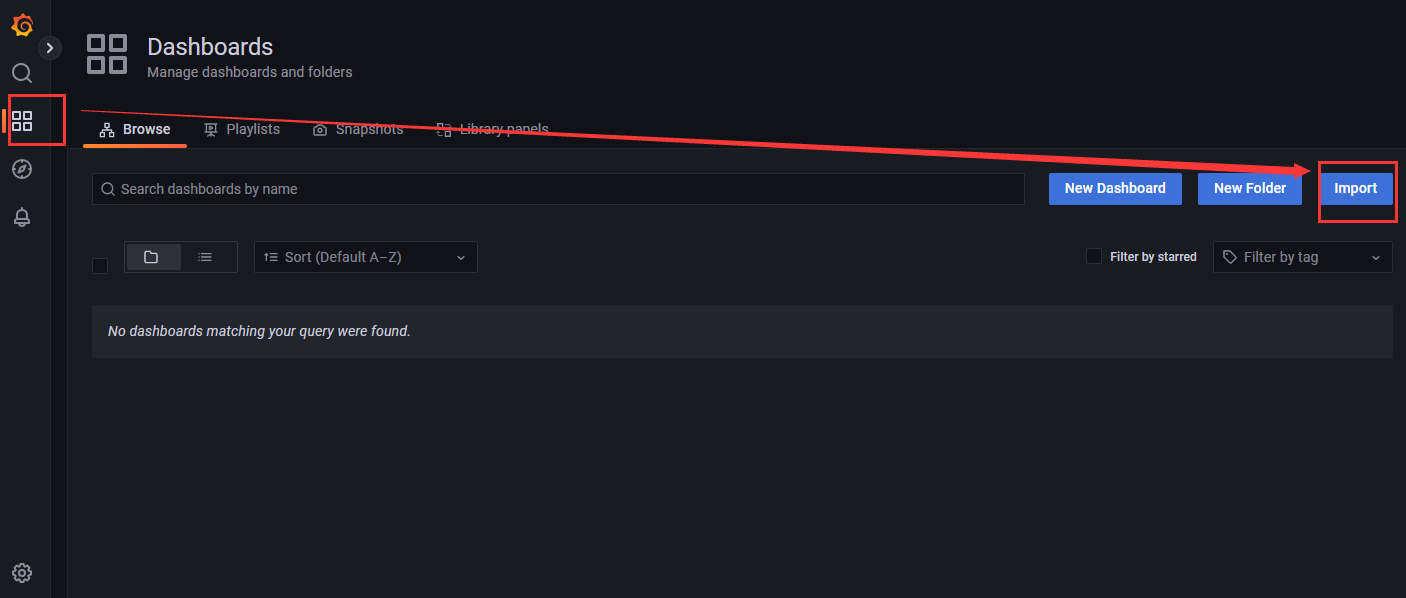 Dashboards
Manage dashboards and folders
Browse Playlists Snapshots Library panels
Search dashboards by name New Dashboard New Folder Import
Sort (Default A–Z) Filter by starred Filter by tag
No dashboards matching your query were found.